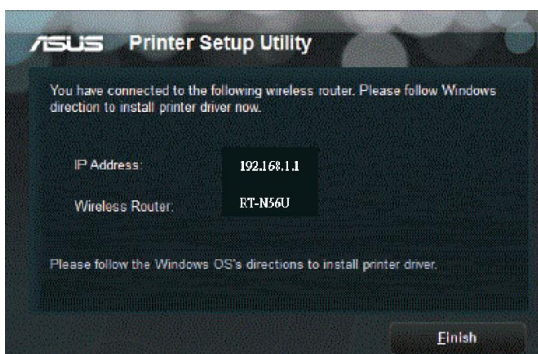 ASUS Printer Setup Utility
You have connected to the following wireless router. Please follow Windows
direction to install printer driver now.
IP Address: 192.168.1.1
Wireless Router: RT-N56U
Please follow the Windows OS's directions to install printer driver.
Finish